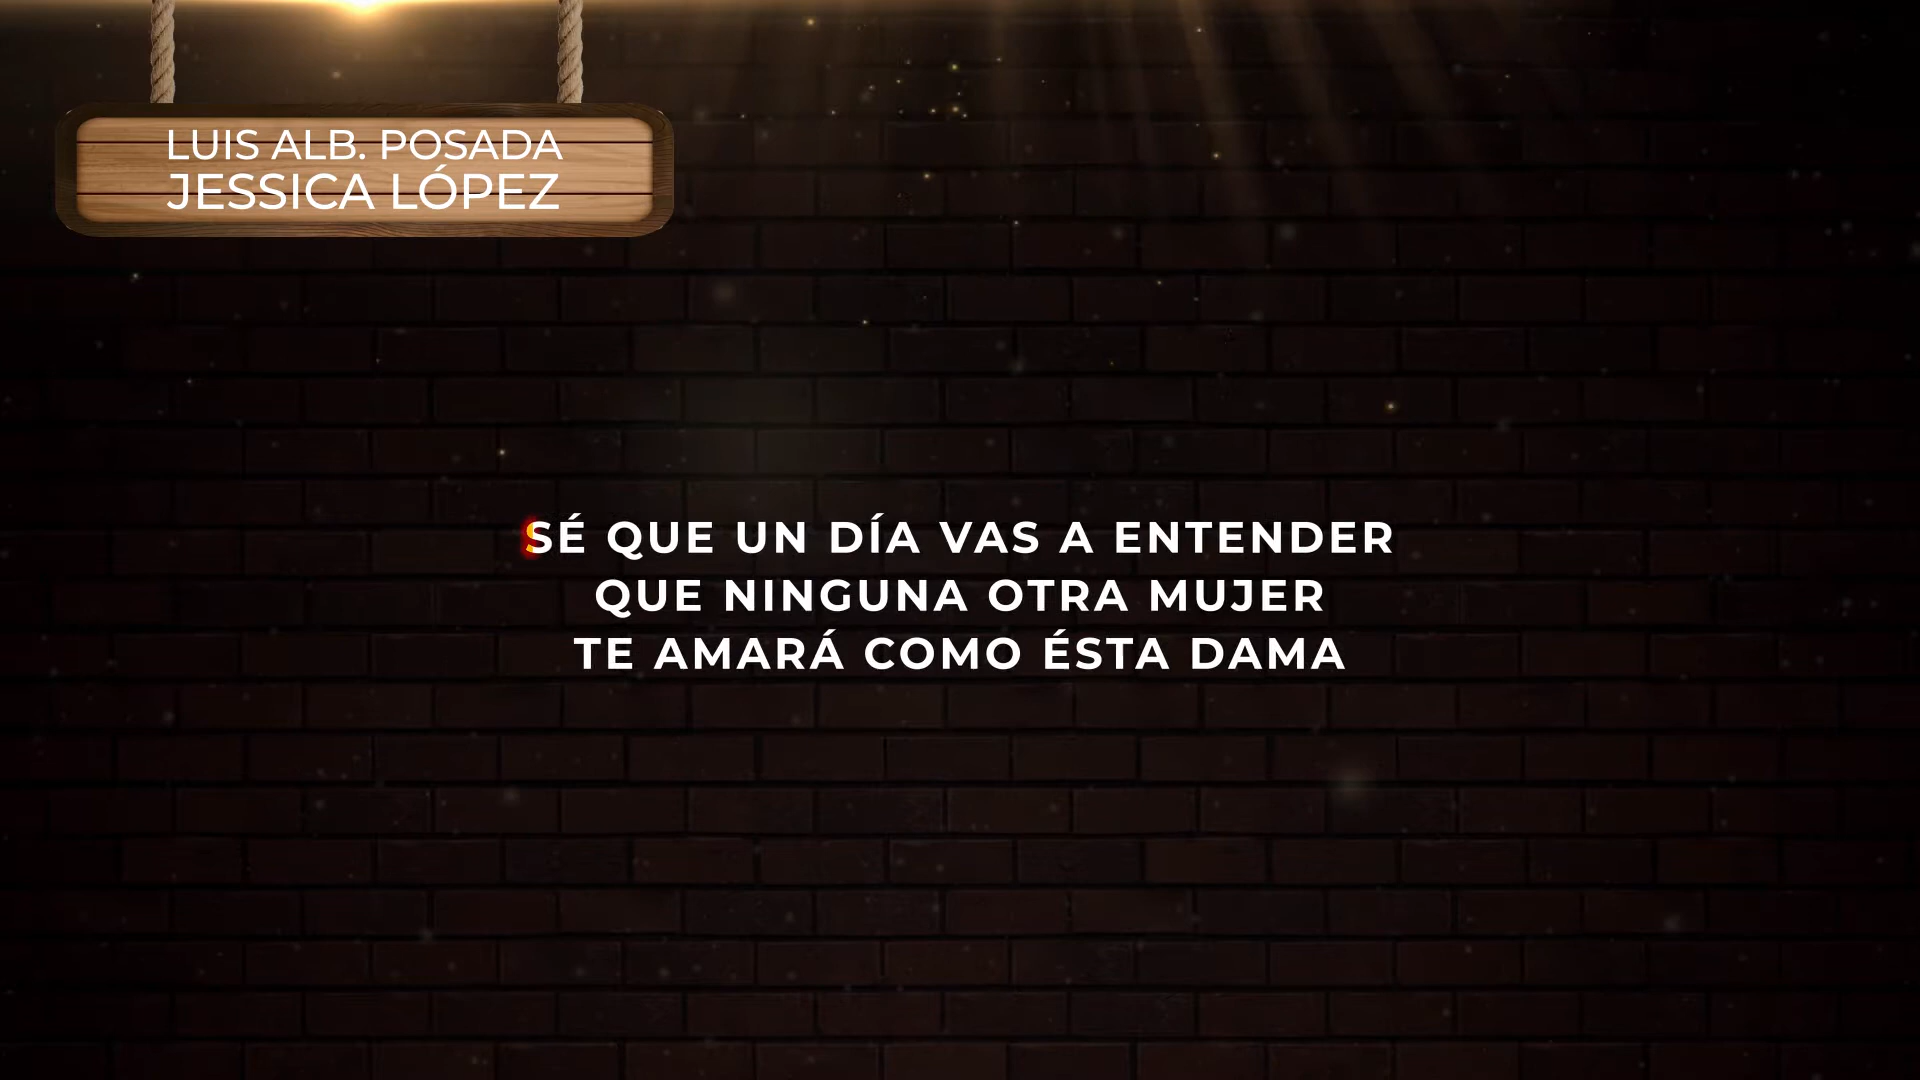 LUIS ALB. POSADA
JESSICA LÓPEZ
SÉ QUE UN DÍA VAS A ENTENDER
QUE NINGUNA OTRA MUJER
TE AMARÁ COMO ÉSTA DAMA